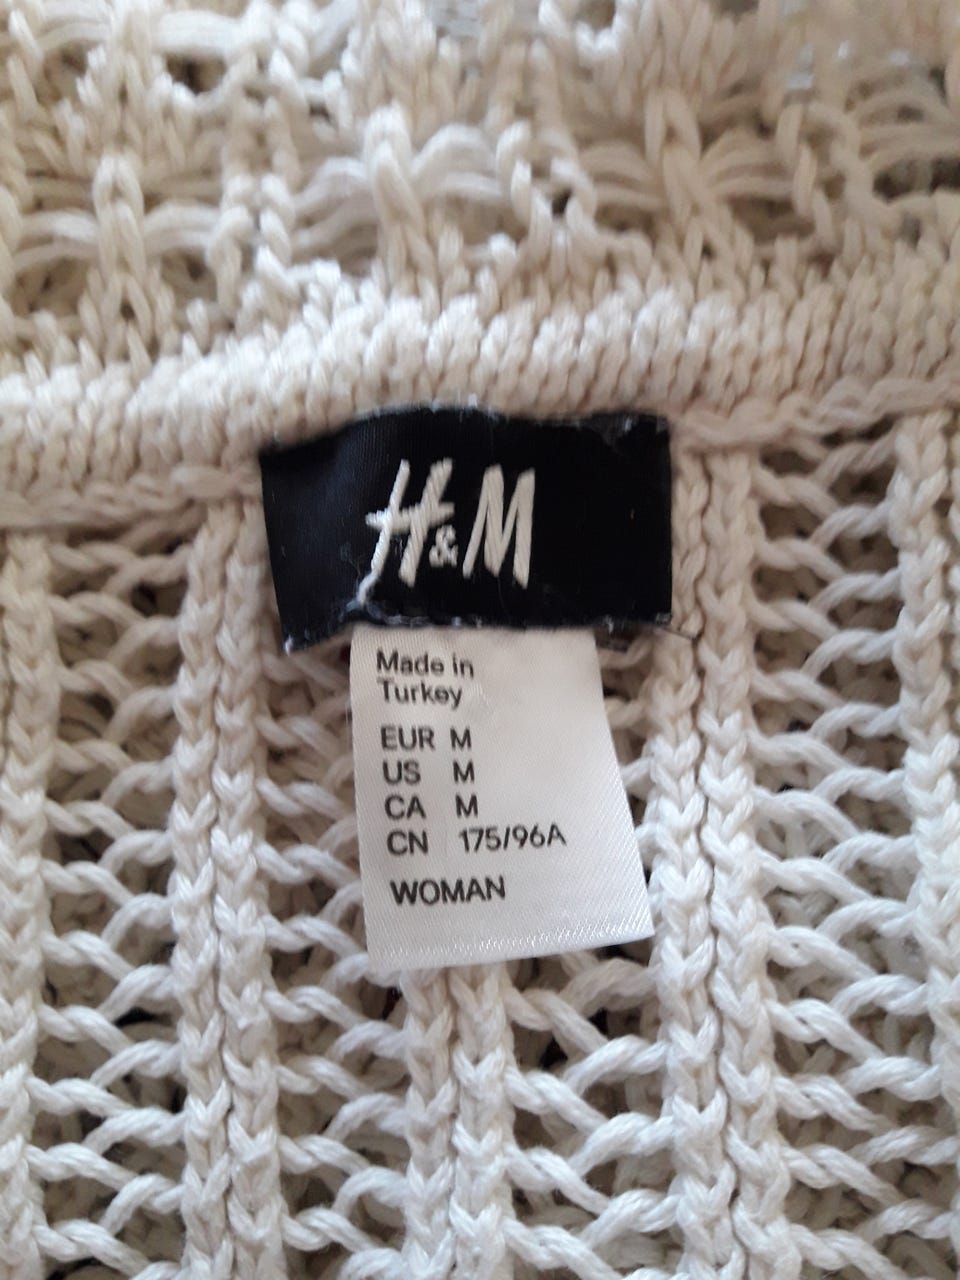 H&M
Made in
Turkey
EUR M
US M
CA M
CN 175/96A
WOMAN